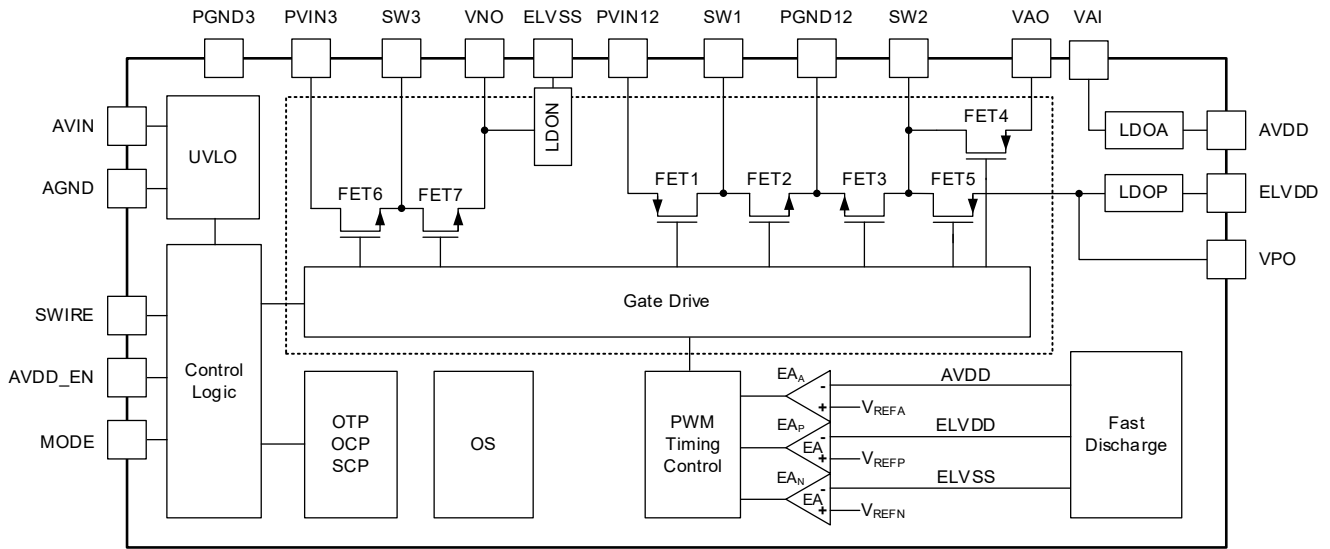 PGND3 PVIN3 SW3 VNO ELVSS PVIN12 SW1 PGND12 SW2 VAO VAI
AVIN
UVLO
LDON
FET4
LDOA
AVDD
AGND
FET6
FET7
FET1
FET2
FET3
FET5
LDOP
ELVDD
VPO
Gate Drive
SWIRE
AVDD_EN
MODE
Control
Logic
OTP
OCP
SCP
OS
PWM
Timing
Control
EAA
-
+
AVDD
VREFA
EAP
EA
-
+
ELVDD
VREFP
EAN
EA
-
+
ELVSS
VREFN
Fast
Discharge